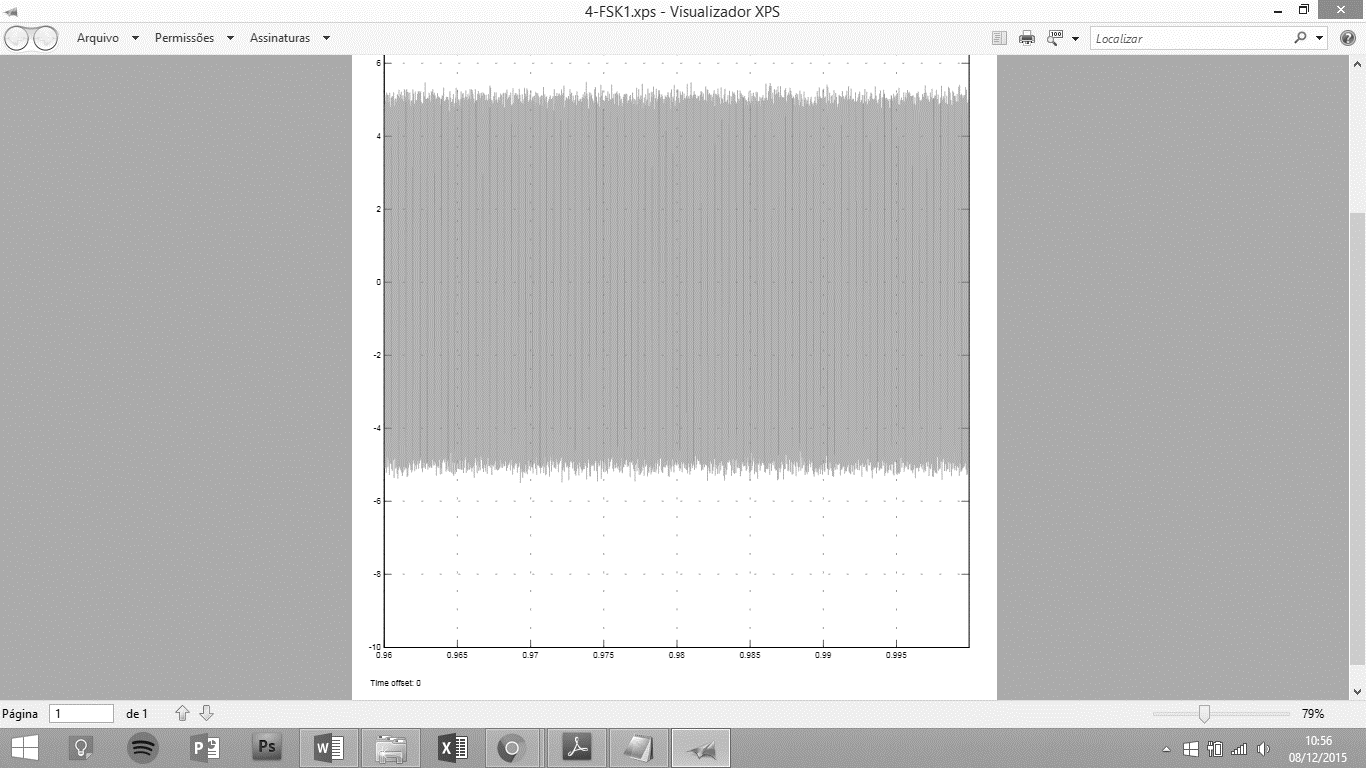 4-FSK1.xps - Visualizador XPS
Arquivo Permissões Assinaturas
100
Localizar
6
4
2
0
-2
-4
-6
-8
-10
0.96 0.965 0.97 0.975 0.98 0.985 0.99 0.995
Time offset: 0
Página 1 de 1
79%
Ps
10:56
08/12/2015